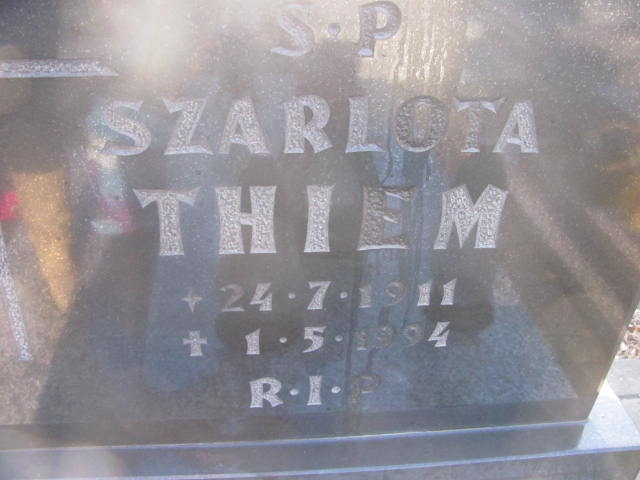 S·P
SZARLOTA
THIEM
+ 24·7·1911
† 1·5·1994
R·I·P